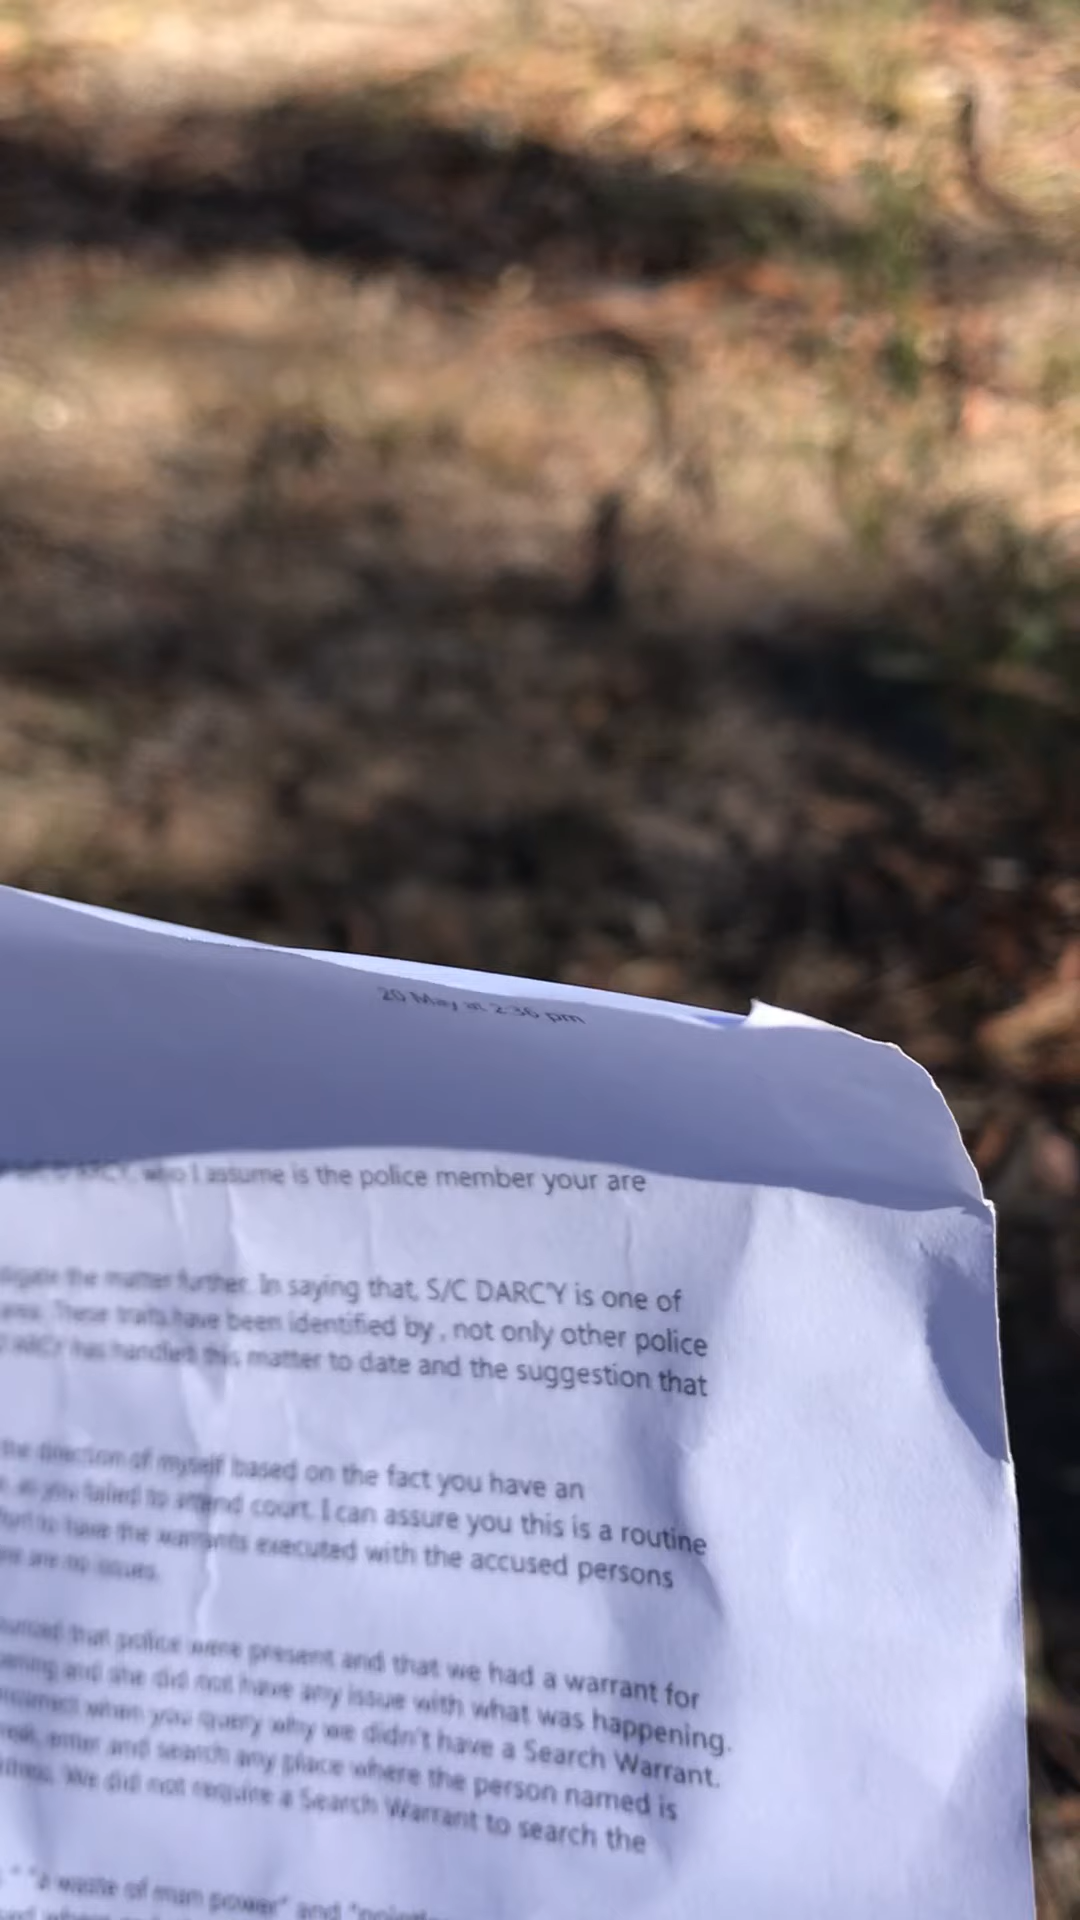 20 May at 2:36 pm
who I assume is the police member your are
the matter further. In saying that, S/C DARCY is one of
These traits have been identified by , not only other police
has handled this matter to date and the suggestion that
the direction of myself based on the fact you have an
as you failed to attend court. I can assure you this is a routine
to have the warrants executed with the accused persons
are no issues.
that police were present and that we had a warrant for
and she did not have any issue with what was happening.
when you query why we didn't have a Search Warrant.
enter and search any place where the person named is
We did not require a Search Warrant to search the
" "a waste of man power" and